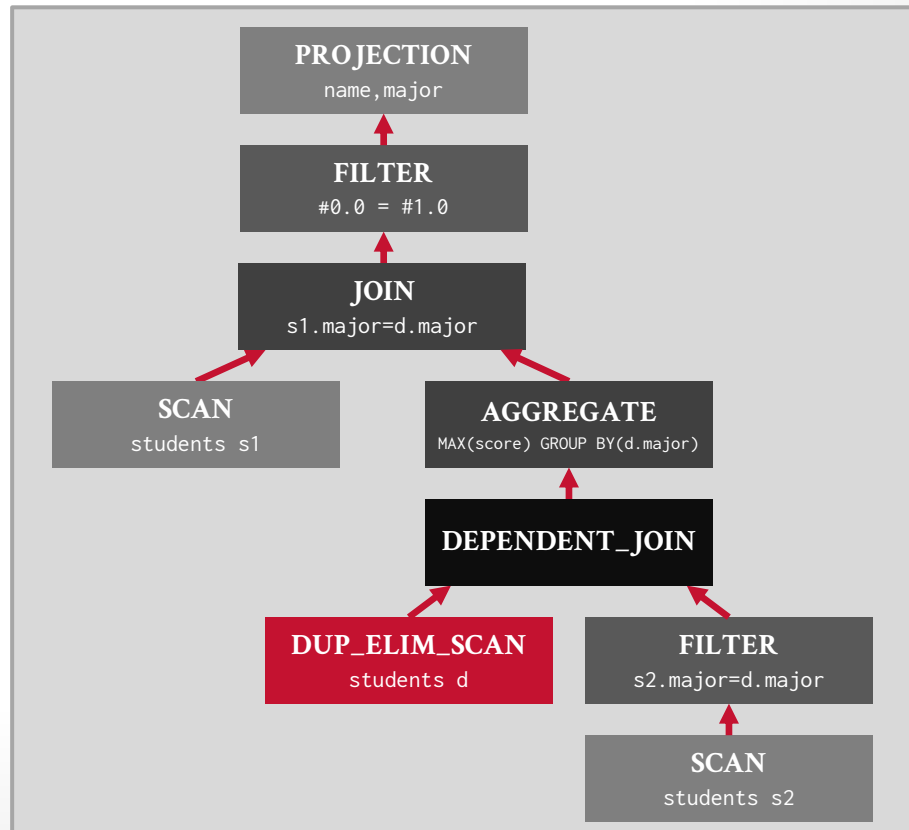 PROJECTION
name,major
FILTER
#0.0 = #1.0
JOIN
s1.major=d.major
SCAN
students s1
AGGREGATE
MAX(score) GROUP BY(d.major)
DEPENDENT_JOIN
DUP_ELIM_SCAN
students d
FILTER
s2.major=d.major
SCAN
students s2